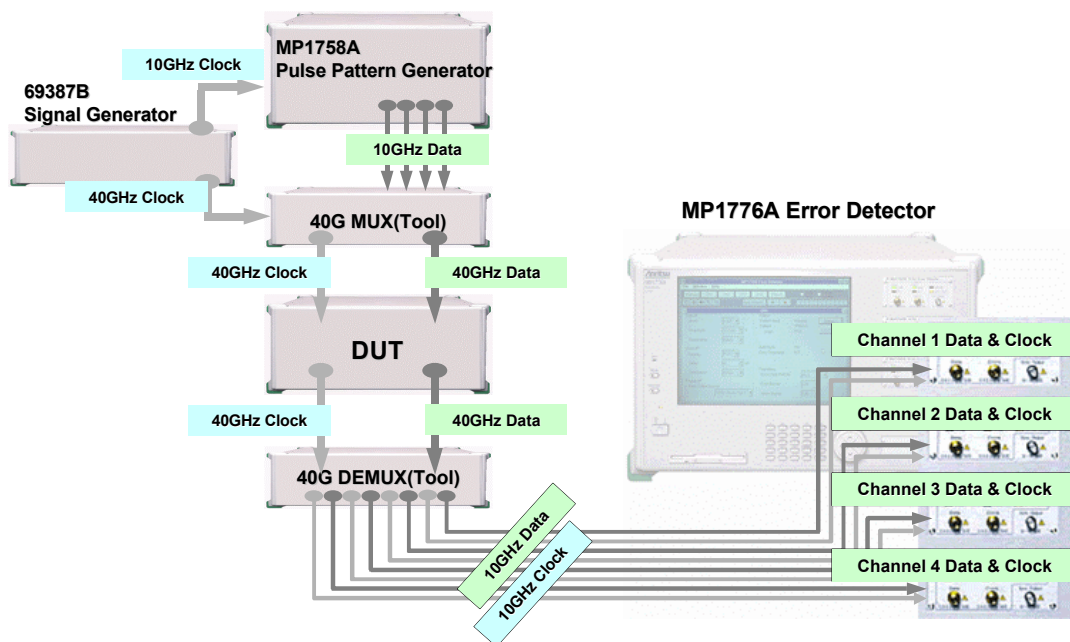 MP1758A
Pulse Pattern Generator
10GHz Clock
69387B
Signal Generator
10GHz Data
40GHz Clock
40G MUX(Tool)
MP1776A Error Detector
40GHz Clock
40GHz Data
Anritsu
DUT
Channel 1 Data & Clock
40GHz Clock
40GHz Data
Channel 2 Data & Clock
40G DEMUX(Tool)
Channel 3 Data & Clock
10GHz Data
10GHz Clock
Channel 4 Data & Clock